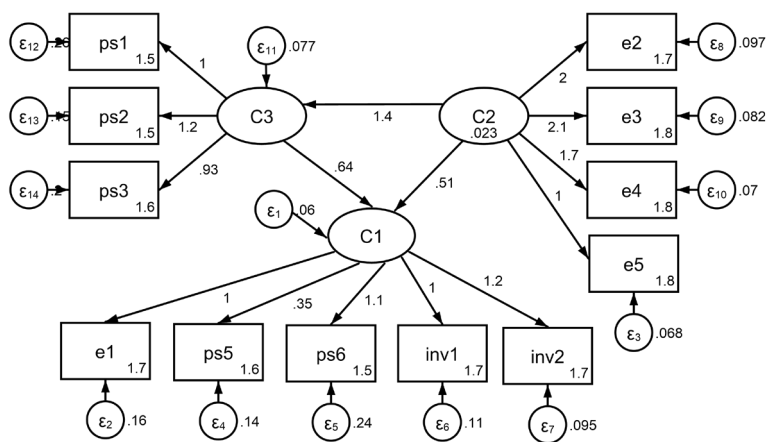 ε12 .26 ps1 1.5
ε11 .077
e2 1.7 ε8 .097
1
2
ε13 .15 ps2 1.5
1.2
C3
1.4
C2 .023
2.1
e3 1.8 ε9 .082
ε14 .2 ps3 1.6
.93
.64
.51
1.7
e4 1.8 ε10 .07
1
ε1 .06
C1
e5 1.8
ε3 .068
1
.35
1.1
1
1.2
e1 1.7
ps5 1.6
ps6 1.5
inv1 1.7
inv2 1.7
ε2 .16
ε4 .14
ε5 .24
ε6 .11
ε7 .095